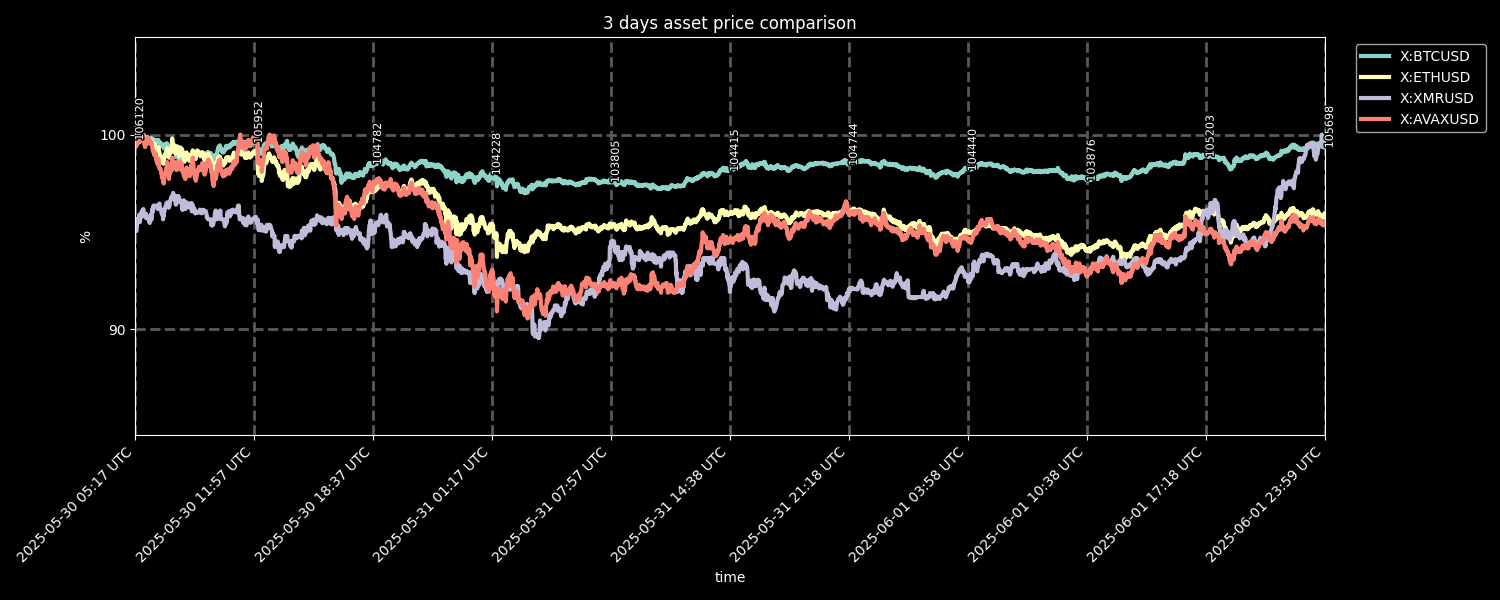 3 days asset price comparison
X:BTCUSD
X:ETHUSD
X:XMRUSD
X:AVAXUSD
100
90
%
106120
105952
104782
104228
103805
104415
104744
104440
103876
105203
105698
2025-05-30 05:17 UTC
2025-05-30 11:57 UTC
2025-05-30 18:37 UTC
2025-05-31 01:17 UTC
2025-05-31 07:57 UTC
2025-05-31 14:38 UTC
2025-05-31 21:18 UTC
2025-06-01 03:58 UTC
2025-06-01 10:38 UTC
2025-06-01 17:18 UTC
2025-06-01 23:59 UTC
time